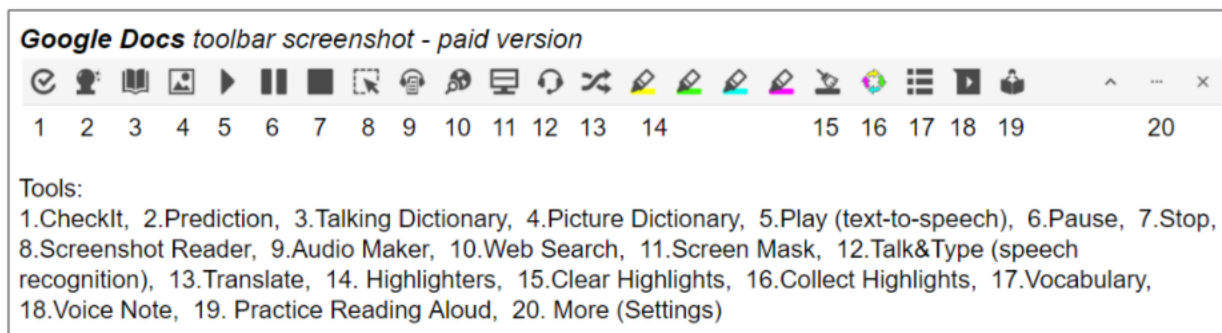 Google Docs toolbar screenshot - paid version
1 2 3 4 5 6 7 8 9 10 11 12 13 14 15 16 17 18 19 20
Tools:
1.CheckIt, 2.Prediction, 3.Talking Dictionary, 4.Picture Dictionary, 5.Play (text-to-speech), 6.Pause, 7.Stop,
8.Screenshot Reader, 9.Audio Maker, 10.Web Search, 11.Screen Mask, 12.Talk&Type (speech
recognition), 13.Translate, 14. Highlighters, 15.Clear Highlights, 16.Collect Highlights, 17.Vocabulary,
18.Voice Note, 19. Practice Reading Aloud, 20. More (Settings)